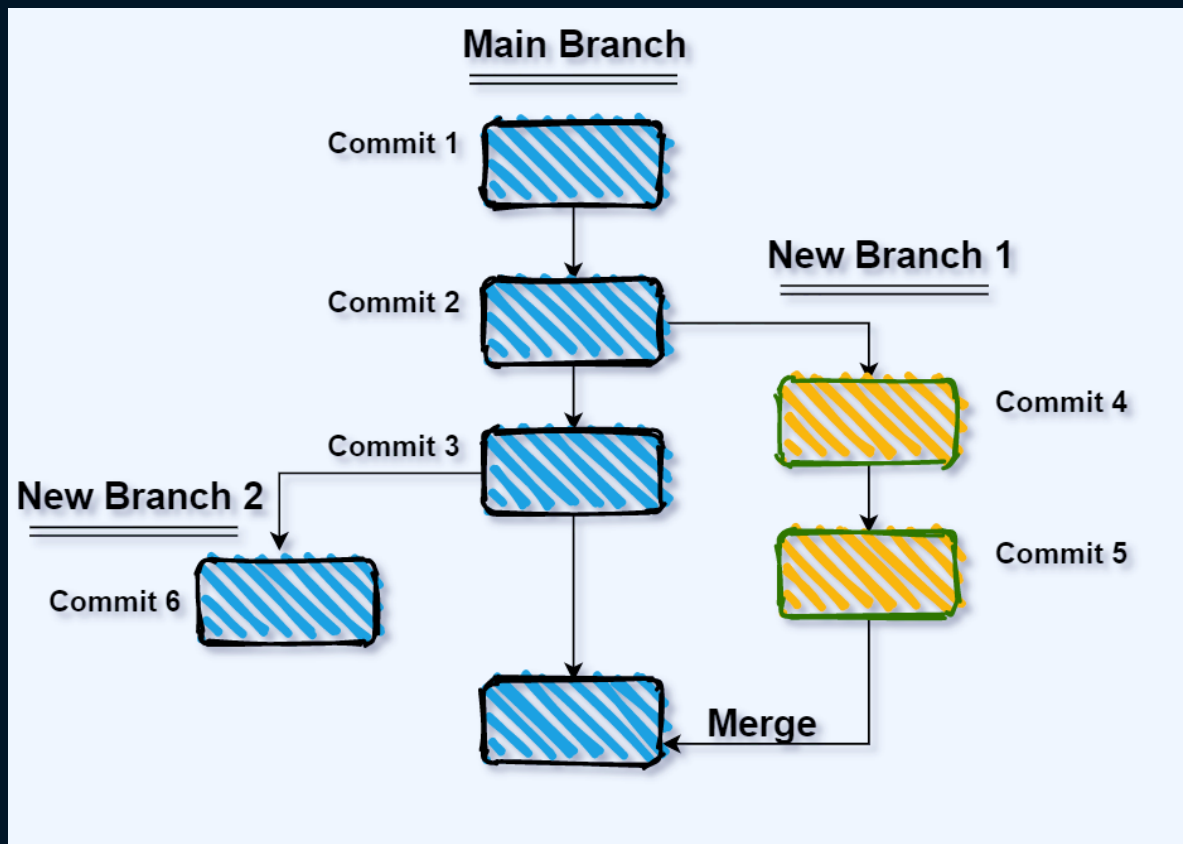 Main Branch
Commit 1
New Branch 1
Commit 2
Commit 4
Commit 3
New Branch 2
Commit 5
Commit 6
Merge